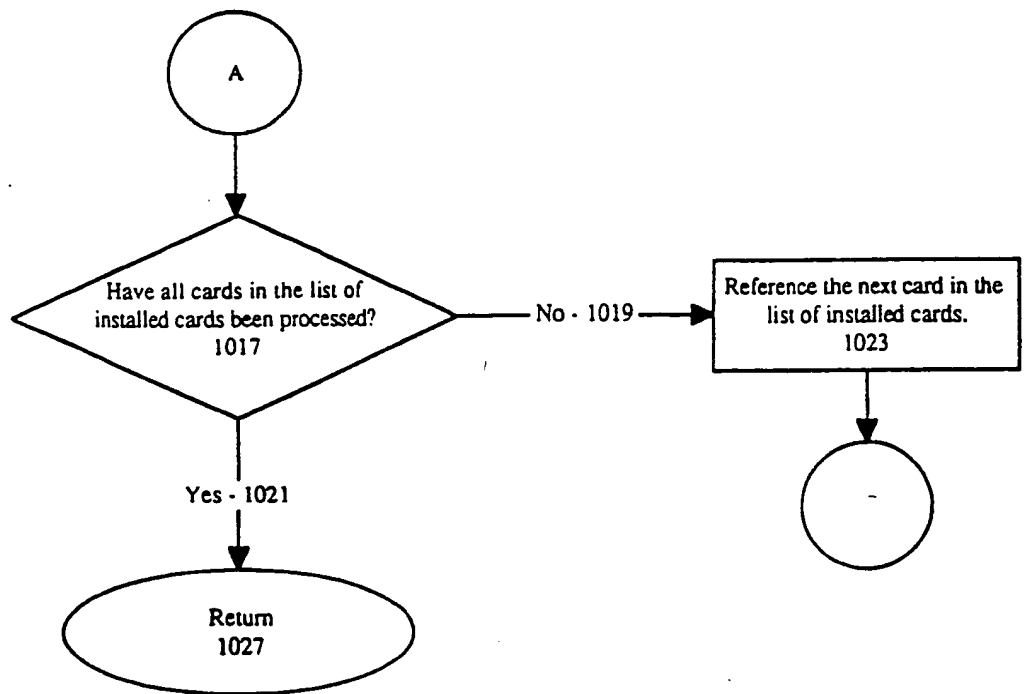 A
Have all cards in the list of
installed cards been processed?
1017
No - 1019
Reference the next card in the
list of installed cards.
1023
Yes - 1021
Return
1027